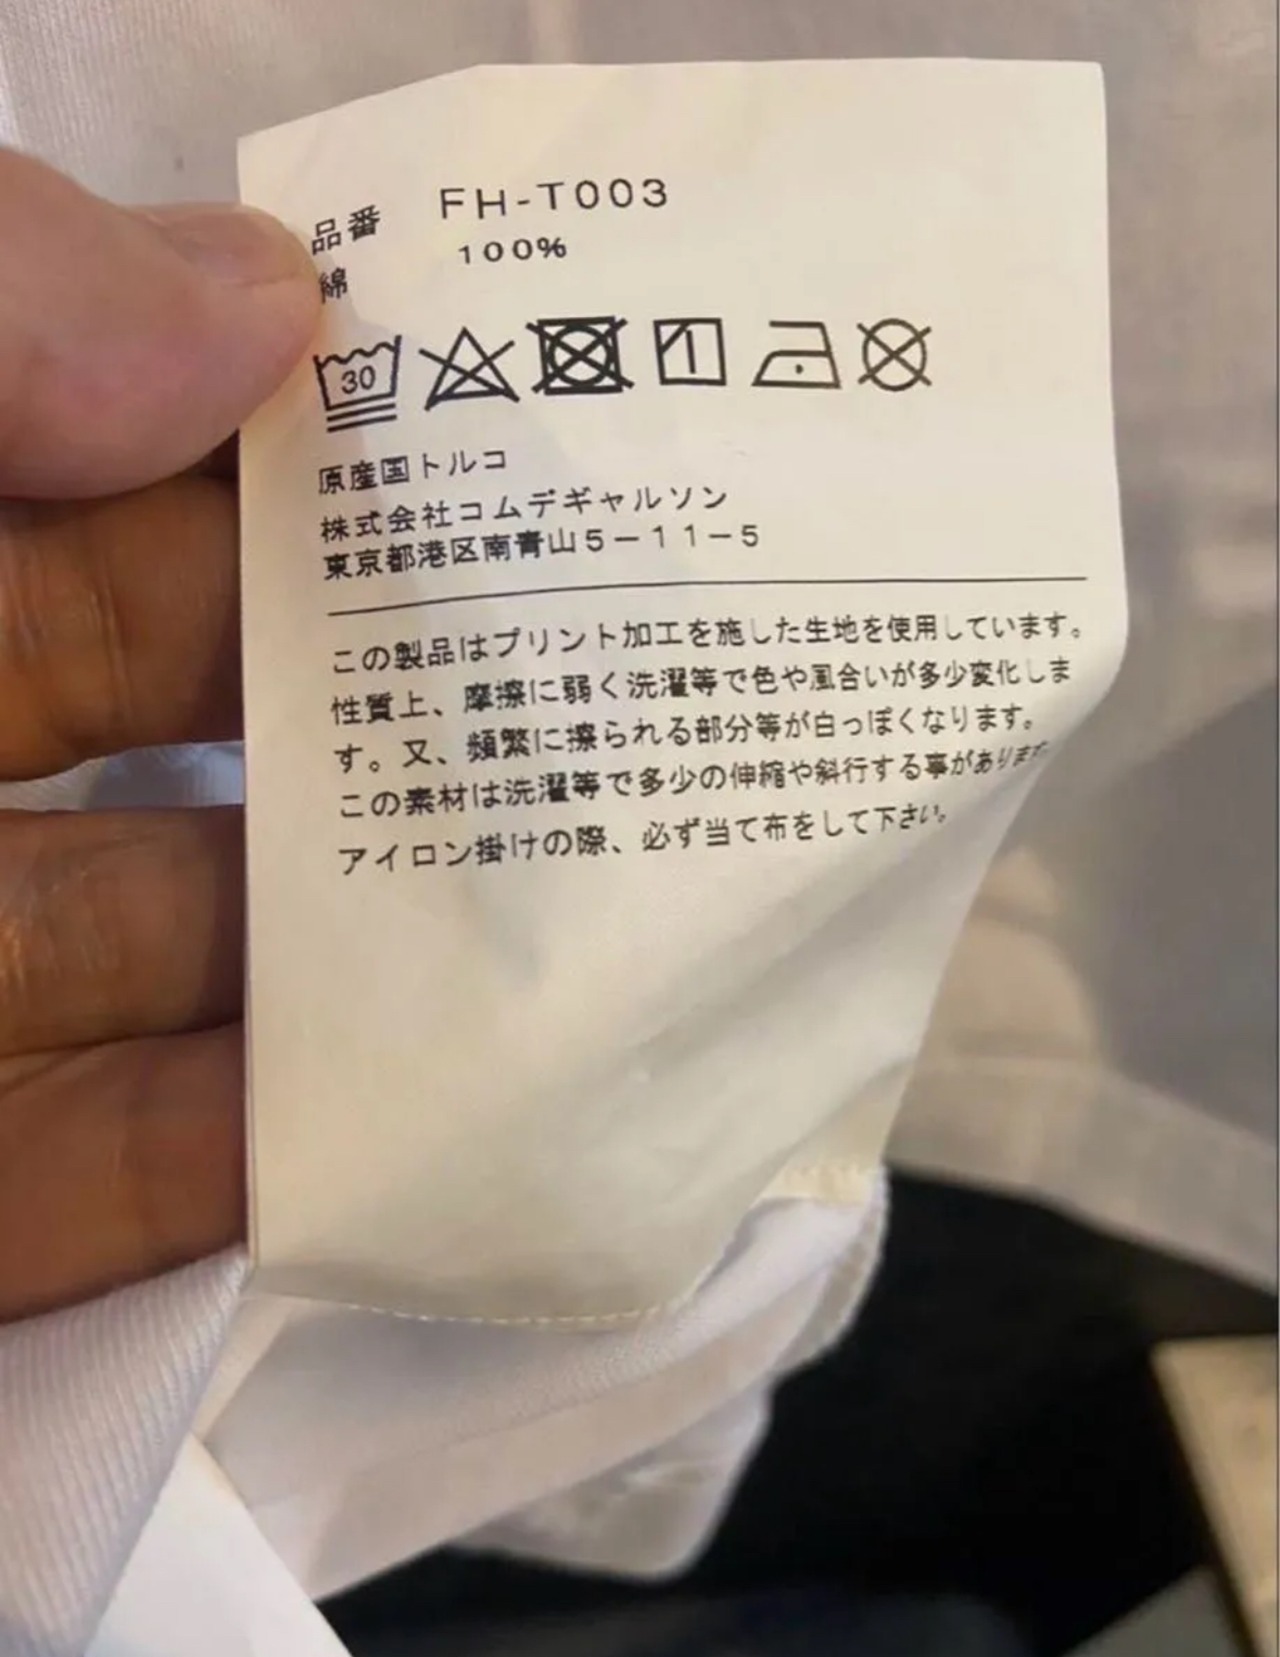 品番 FH-T003
綿 100%
30
原産国トルコ
株式会社コムデギャルソン
東京都港区南青山5-11-5
この製品はプリント加工を施した生地を使用しています。
性質上、摩擦に弱く洗濯等で色や風合いが多少変化しま
す。又、頻繁に擦られる部分等が白っぽくなります。
この素材は洗濯等で多少の伸縮や斜行する事があります
アイロン掛けの際、必ず当て布をして下さい。